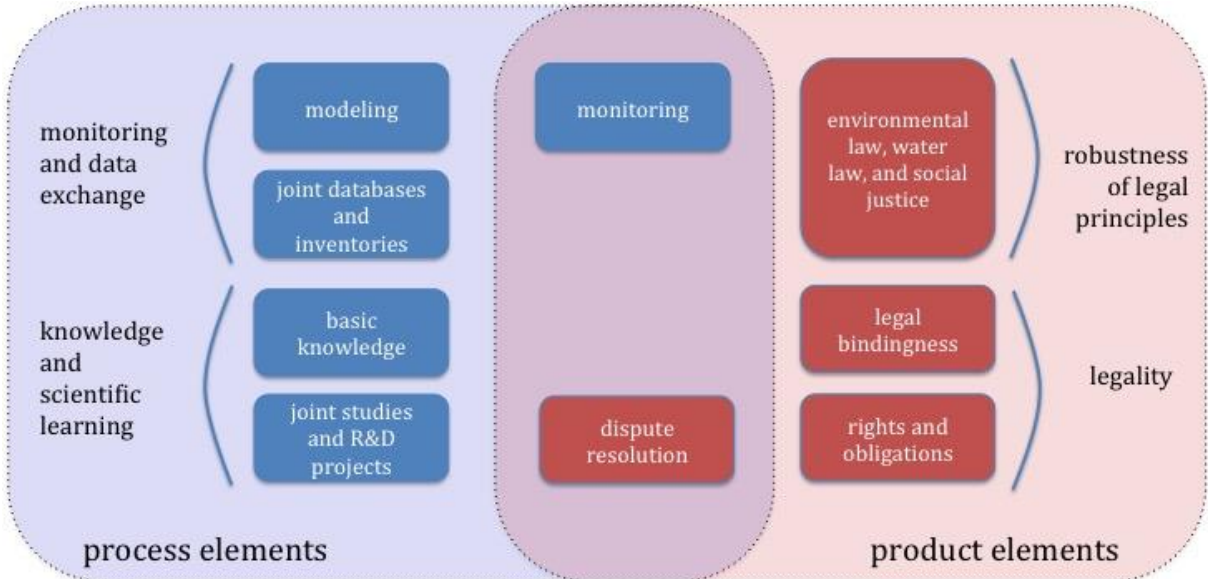 monitoring
and data
exchange
modeling
joint databases
and
inventories
knowledge
and
scientific
learning
basic
knowledge
joint studies
and R&D
projects
monitoring
dispute
resolution
environmental
law, water
law, and social
justice
robustness
of legal
principles
legal
bindingness
rights and
obligations
legality
process elements
product elements